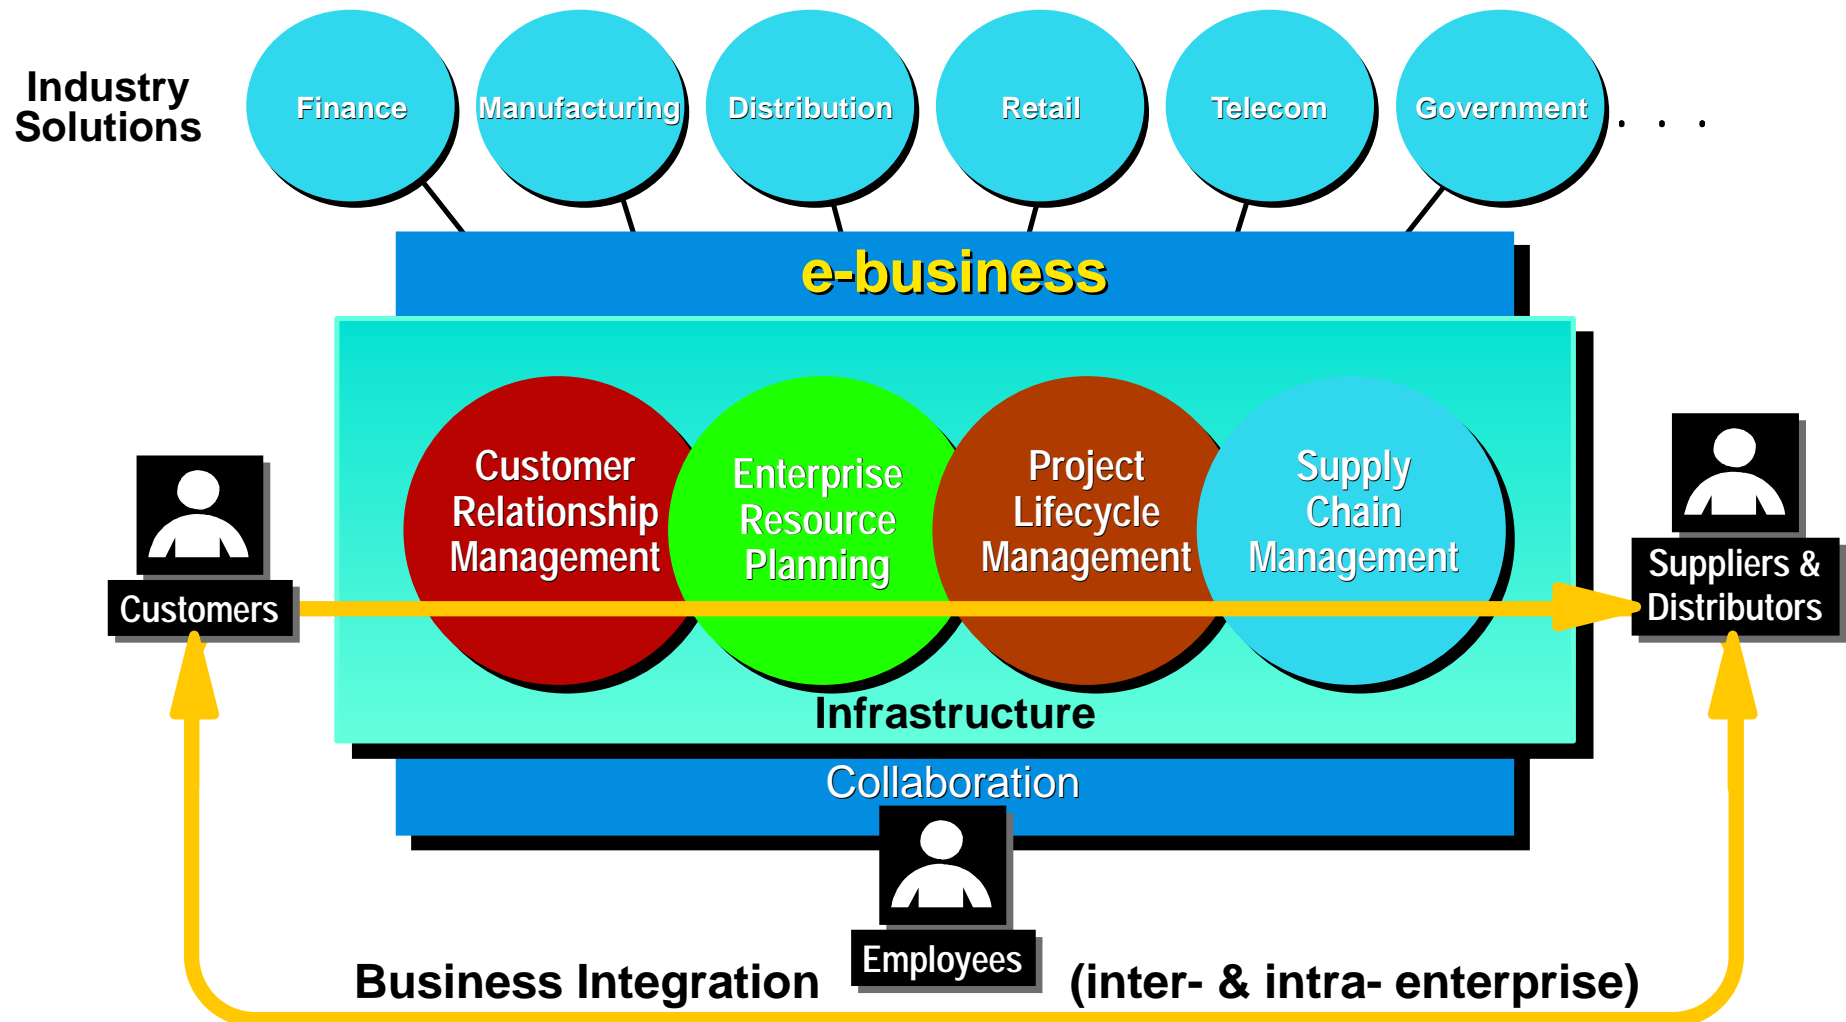 Industry
Solutions
Finance
Manufacturing
Distribution
Retail
Telecom
Government
. . .
e-business
Customer
Relationship
Management
Enterprise
Resource
Planning
Project
Lifecycle
Management
Supply
Chain
Management
Customers
Suppliers &
Distributors
Infrastructure
Collaboration
Employees
Business Integration
(inter- & intra- enterprise)